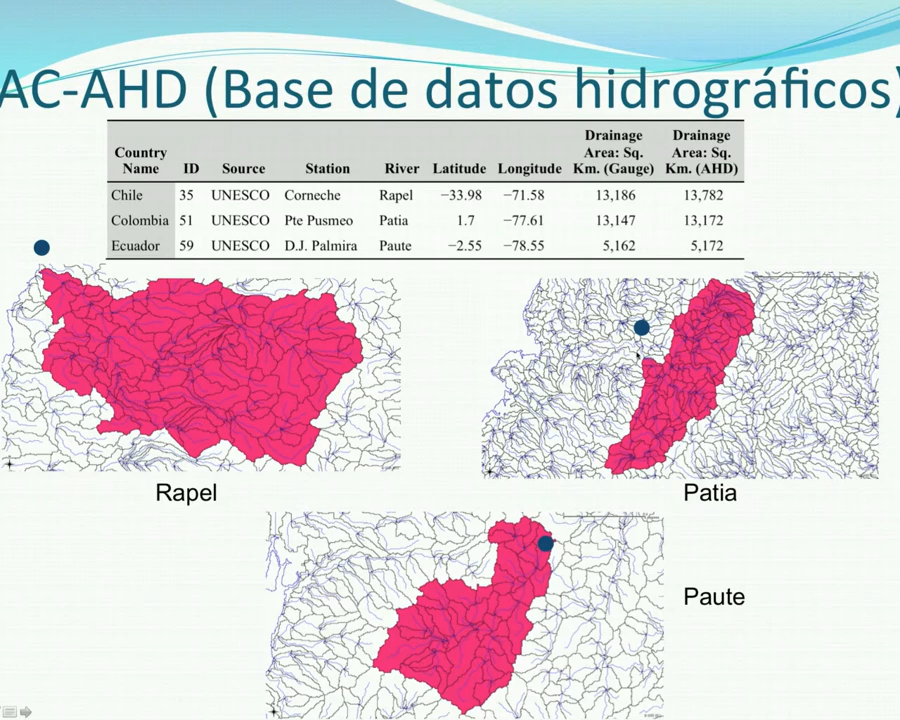 AC-AHD (Base de datos hidrográficos)
Country Name ID Source Station River Latitude Longitude Drainage Area: Sq. Km. (Gauge) Drainage Area: Sq. Km. (AHD)
Chile 35 UNESCO Corneche Rapel −33.98 −71.58 13,186 13,782
Colombia 51 UNESCO Pte Pusmeo Patia 1.7 −77.61 13,147 13,172
Ecuador 59 UNESCO D.J. Palmira Paute −2.55 −78.55 5,162 5,172
Rapel
Patia
Paute